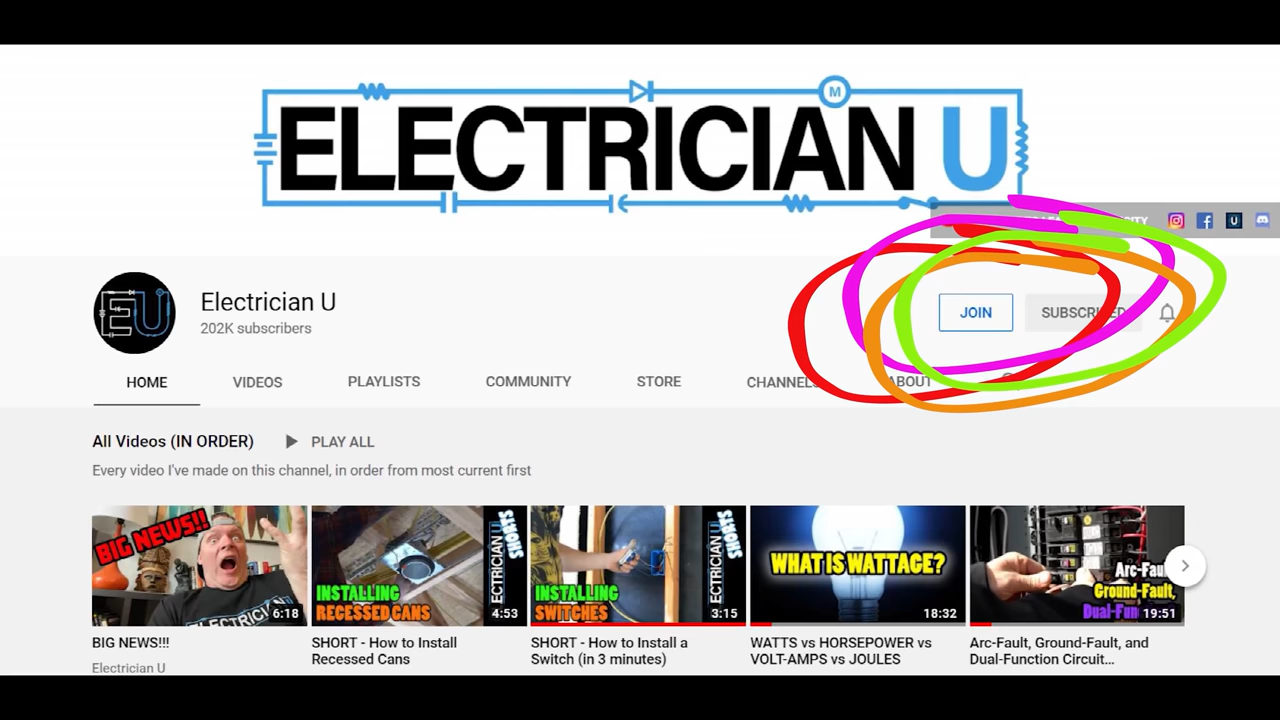 M
ELECTRICIAN U
EU
Electrician U
202K subscribers
JOIN
SUBSCRIBED
HOME
VIDEOS
PLAYLISTS
COMMUNITY
STORE
CHANNELS
ABOUT
All Videos (IN ORDER)
PLAY ALL
Every video I've made on this channel, in order from most current first
BIG NEWS!!
ELECTRICIAN
6:18
BIG NEWS!!!
Electrician U
INSTALLING
RECESSED CANS
ELECTRICIAN U
SHORTS
4:53
SHORT - How to Install
Recessed Cans
INSTALLING
SWITCHES
ELECTRICIAN U
SHORTS
3:15
SHORT - How to Install a
Switch (in 3 minutes)
WHAT IS WATTAGE?
18:32
WATTS vs HORSEPOWER vs
VOLT-AMPS vs JOULES
Arc-Fau
Ground-Fault,
Dual-Fun
19:51
Arc-Fault, Ground-Fault, and
Dual-Function Circuit...